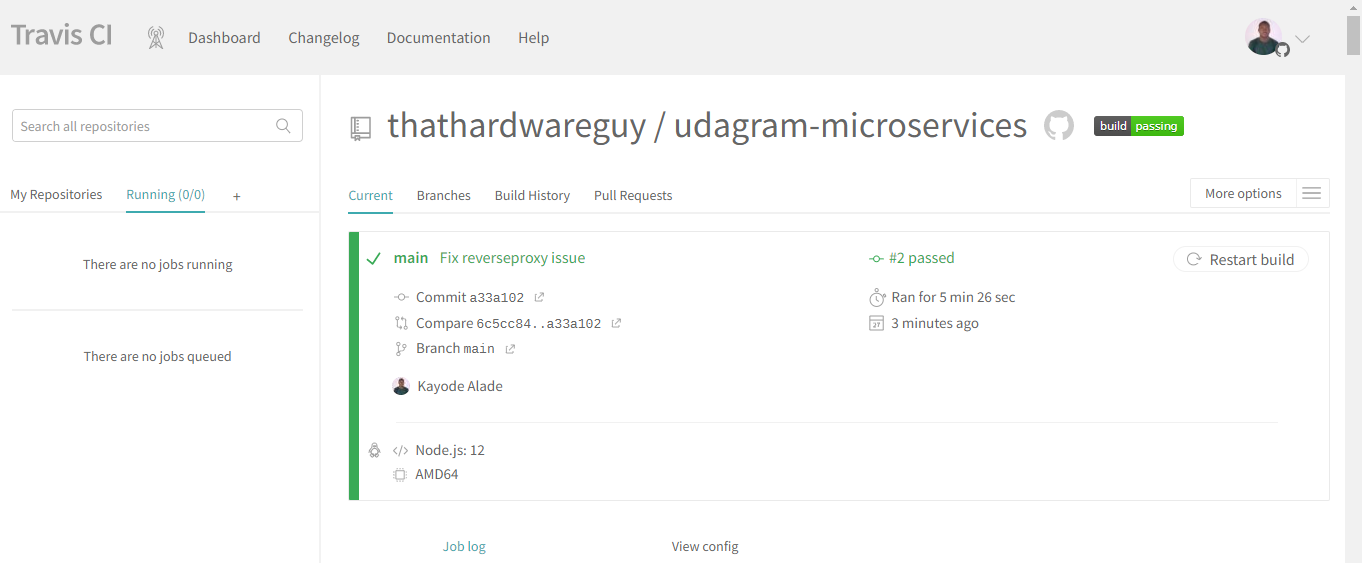 Travis CI
Dashboard
Changelog
Documentation
Help
Search all repositories
My Repositories
Running (0/0)
+
There are no jobs running
There are no jobs queued
thathardwareguy / udagram-microservices
build passing
Current
Branches
Build History
Pull Requests
More options
main Fix reverseproxy issue
#2 passed
Restart build
Commit a33a102
Ran for 5 min 26 sec
Compare 6c5cc84..a33a102
27
3 minutes ago
Branch main
Kayode Alade
</> Node.js: 12
AMD64
Job log
View config